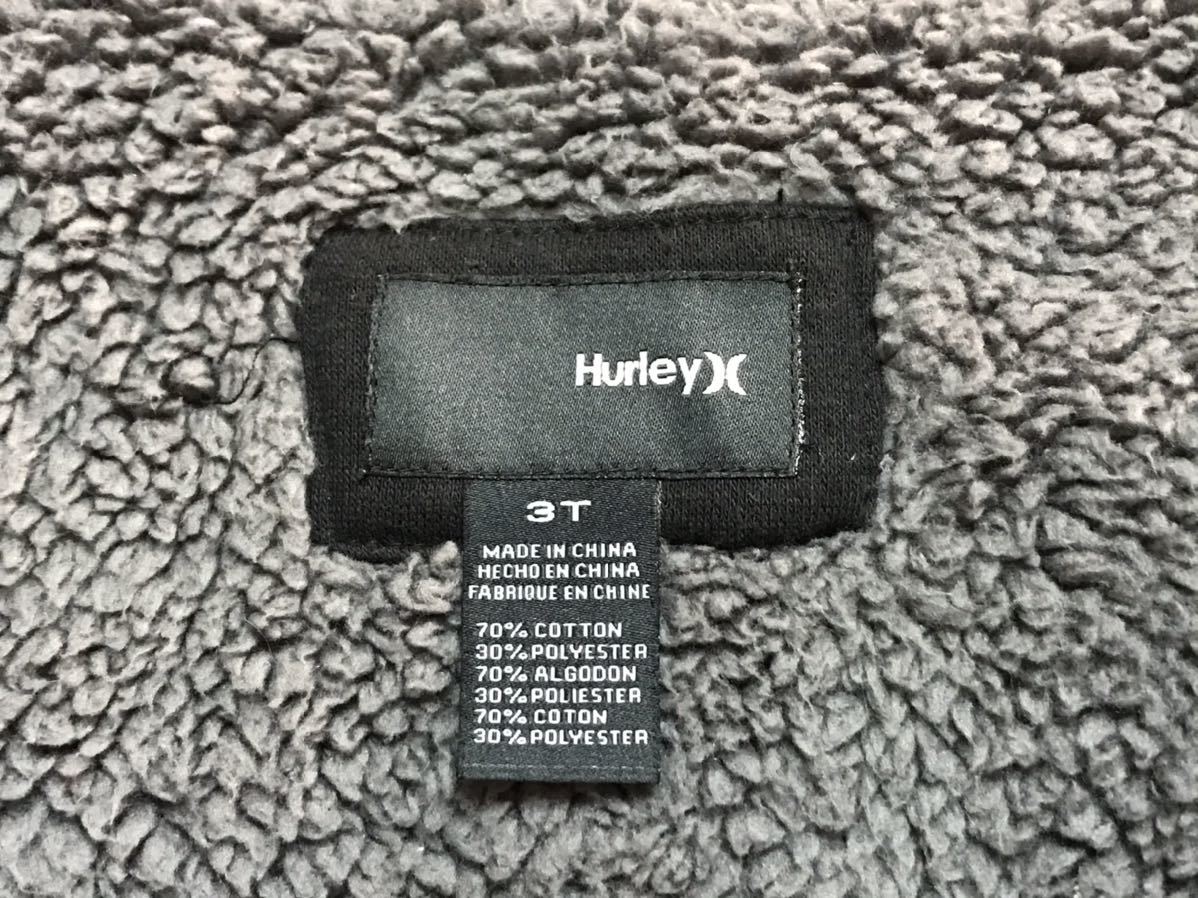 Hurley
3T
MADE IN CHINA
HECHO EN CHINA
FABRIQUE EN CHINE
70% COTTON
30% POLYESTER
70% ALGODON
30% POLIESTER
70% COTON
30% POLYESTER